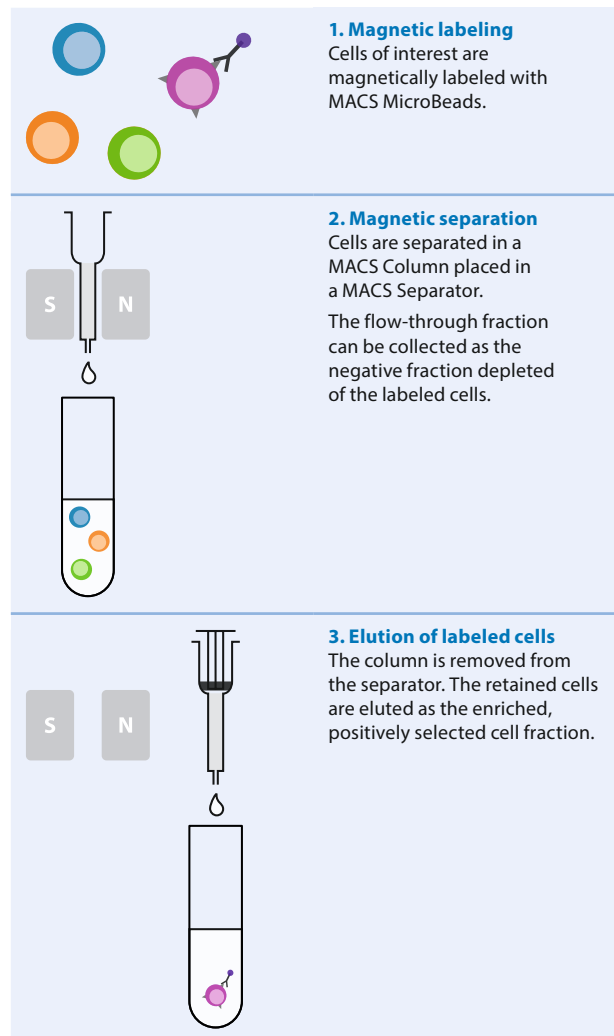 1. Magnetic labeling
Cells of interest are
magnetically labeled with
MACS MicroBeads.
2. Magnetic separation
Cells are separated in a
MACS Column placed in
a MACS Separator.
S N
The flow-through fraction
can be collected as the
negative fraction depleted
of the labeled cells.
3. Elution of labeled cells
The column is removed from
the separator. The retained cells
are eluted as the enriched,
positively selected cell fraction.
S N